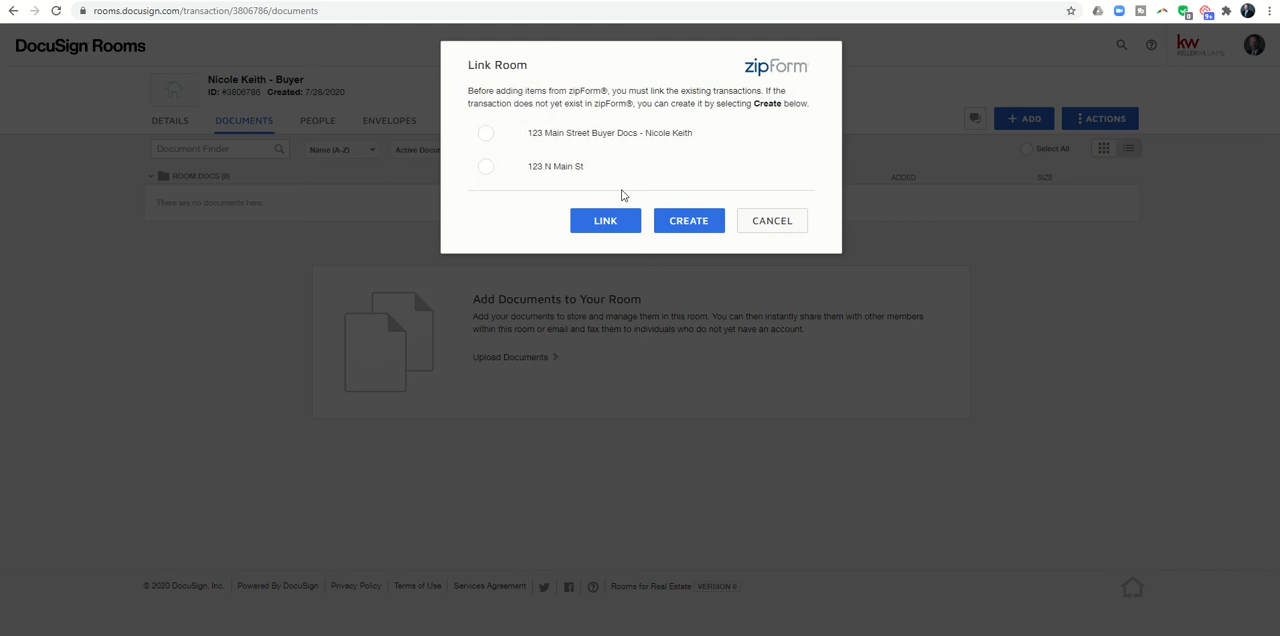 rooms.docusign.com/transaction/3806786/documents
0
9+
DocuSign Rooms
kw
KELLERWILLIAMS
Nicole Keith - Buyer
ID: #3806786 Created: 7/28/2020
DETAILS DOCUMENTS PEOPLE ENVELOPES
+ ADD ACTIONS
Document Finder Name (A-Z) Active Docum Select All
ROOM DOCS (0) ADDED SIZE
There are no documents here.
Link Room
zipForm®
Before adding items from zipForm®, you must link the existing transactions. If the
transaction does not yet exist in zipForm®, you can create it by selecting Create below.
123 Main Street Buyer Docs - Nicole Keith
123 N Main St
LINK CREATE CANCEL
Add Documents to Your Room
Add your documents to store and manage them in this room. You can then instantly share them with other members
within this room or email and fax them to individuals who do not yet have an account.
Upload Documents >
© 2020 DocuSign, Inc. Powered By DocuSign Privacy Policy Terms of Use Services Agreement Rooms for Real Estate VERSION 6